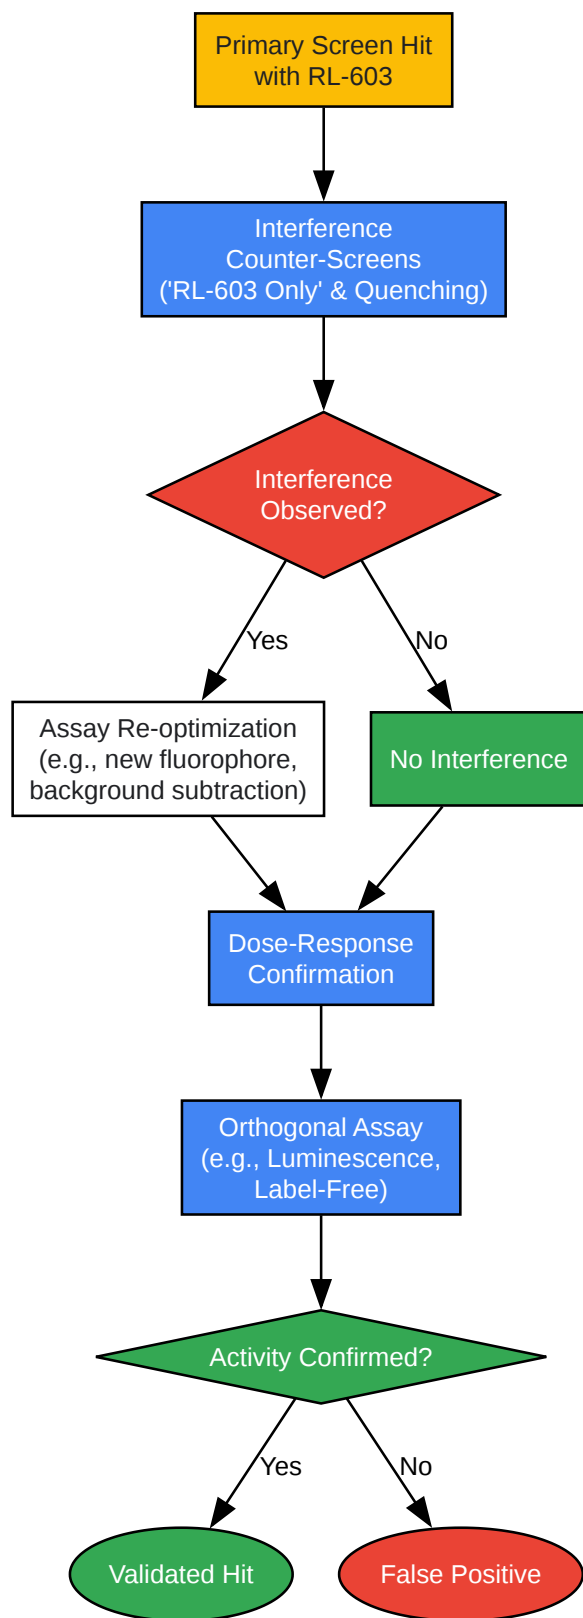 Primary Screen Hit
with RL-603
Interference
Counter-Screens
('RL-603 Only' & Quenching)
Interference
Observed?
Yes
No
Assay Re-optimization
(e.g., new fluorophore,
background subtraction)
No Interference
Dose-Response
Confirmation
Orthogonal Assay
(e.g., Luminescence,
Label-Free)
Activity Confirmed?
Yes
No
Validated Hit
False Positive